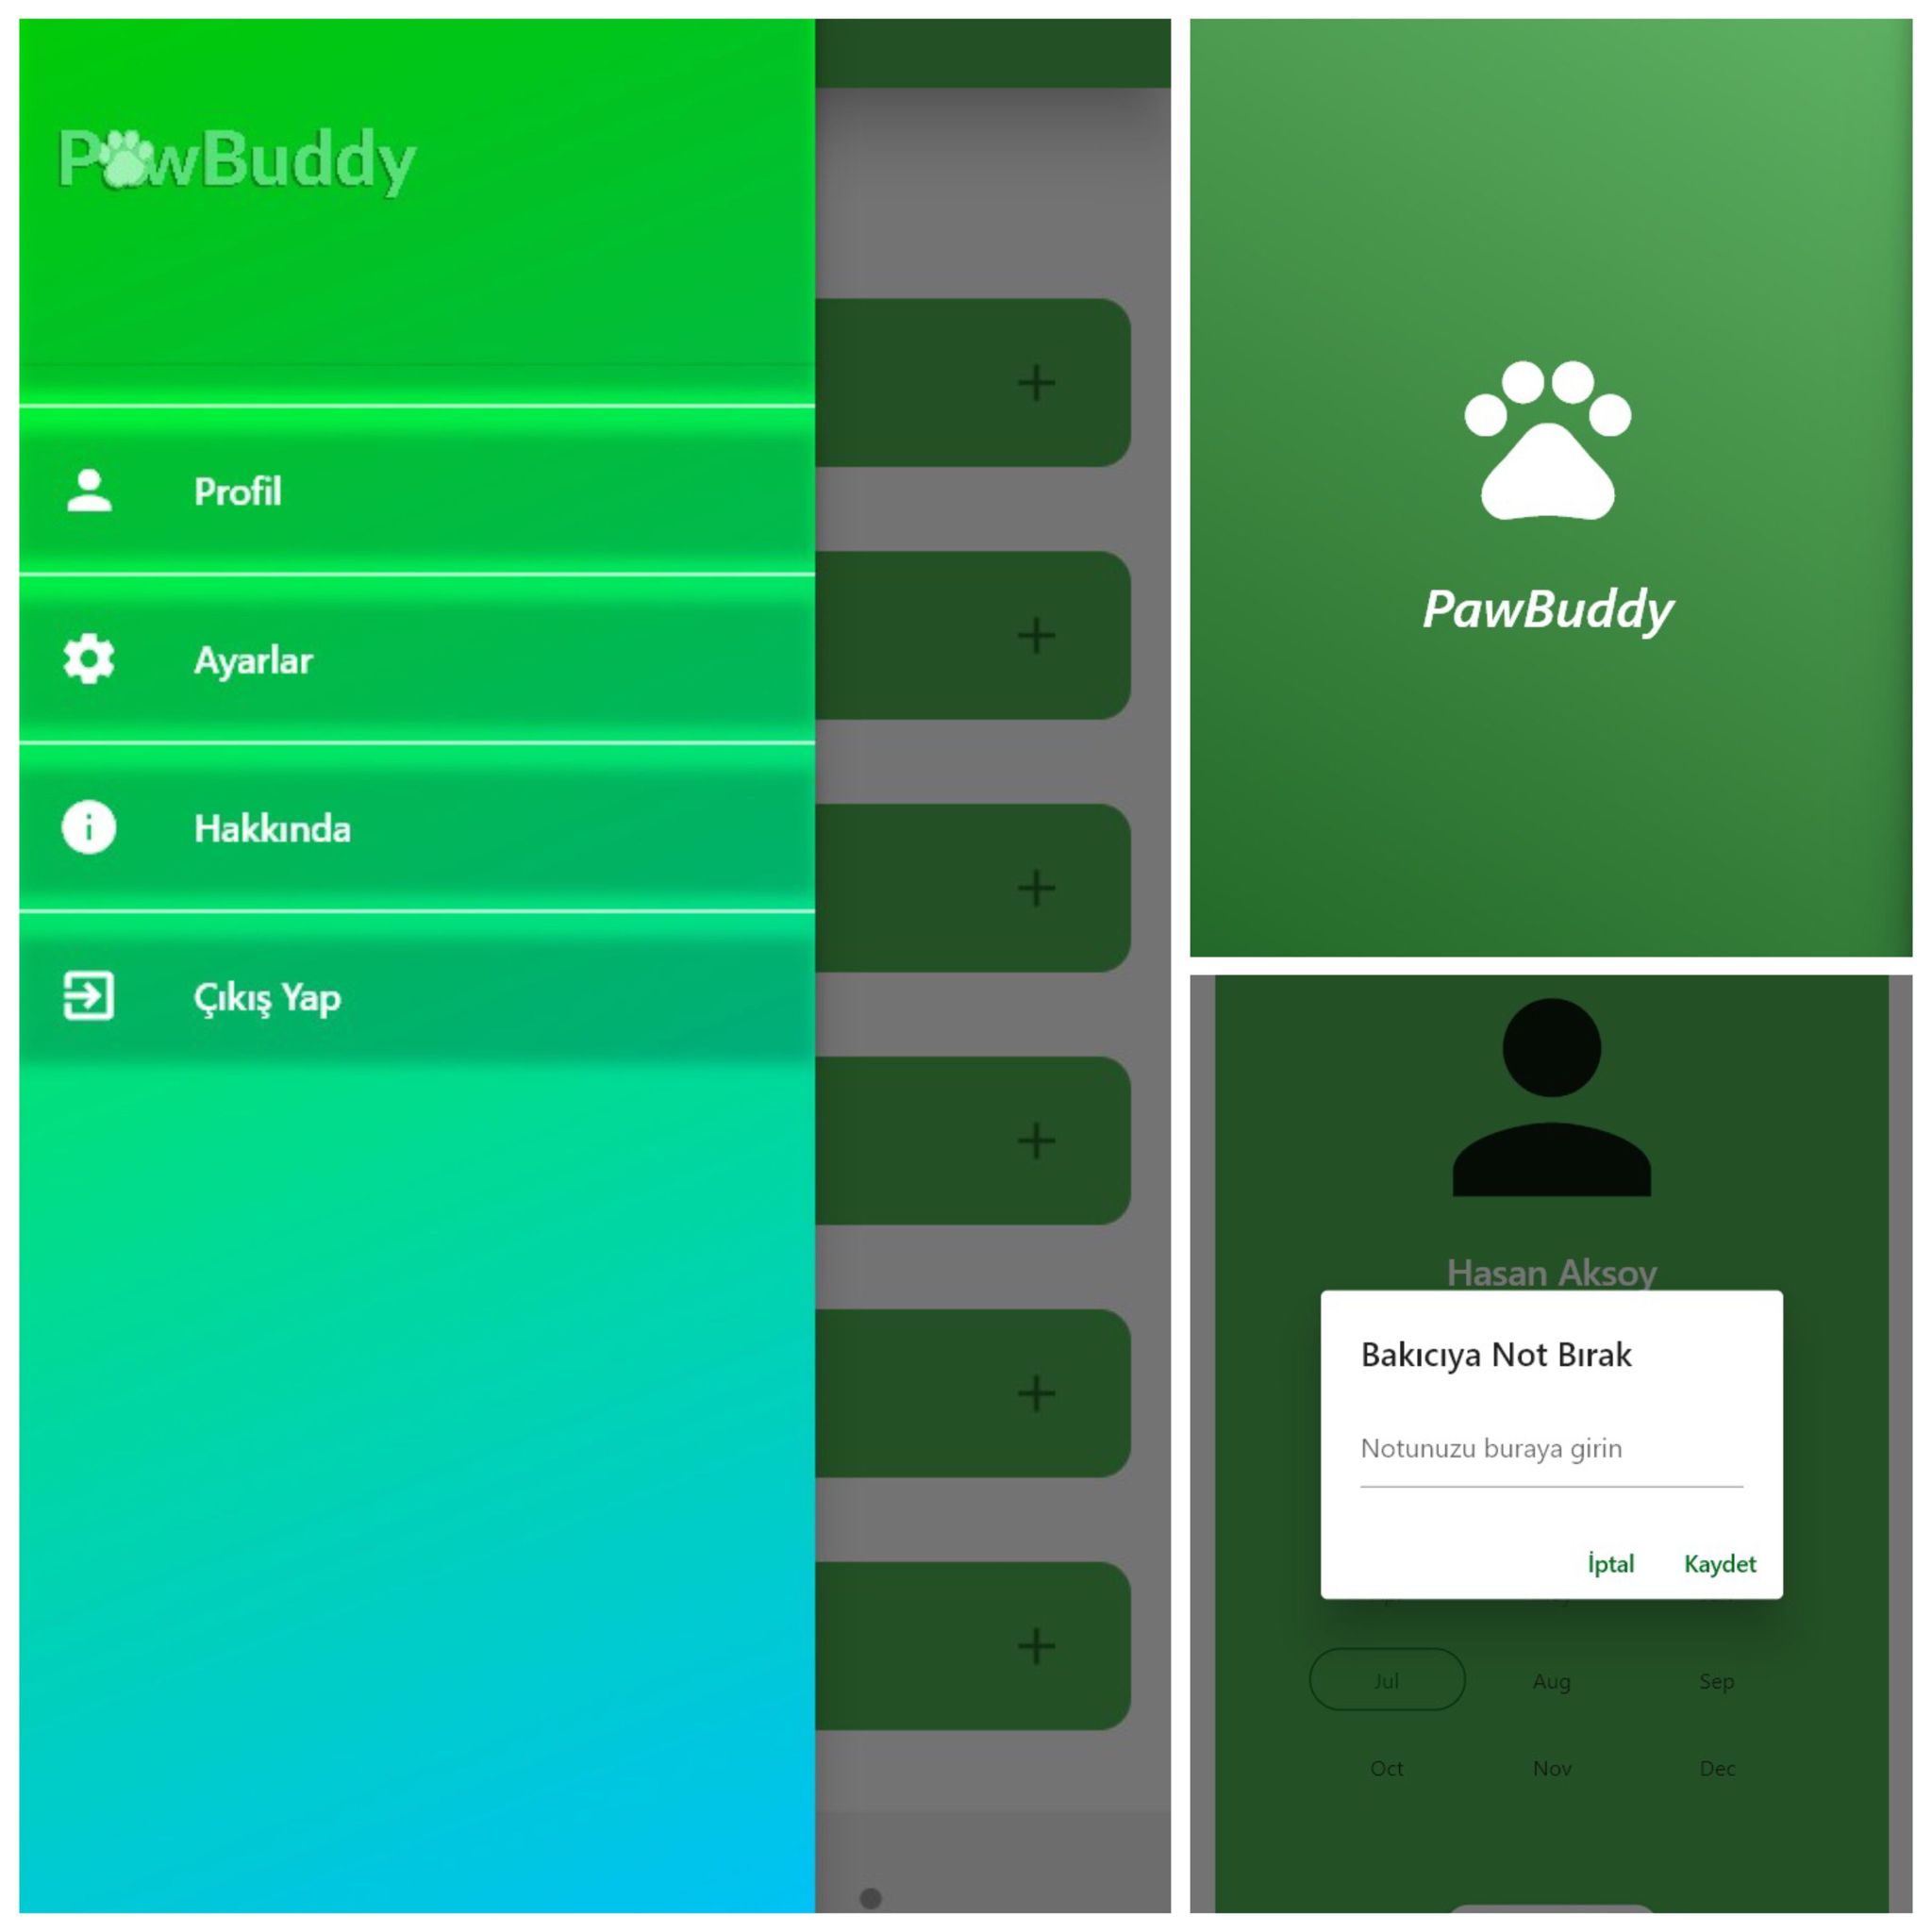 PawBuddy
Profil
Ayarlar
Hakkında
Çıkış Yap
PawBuddy
Hasan Aksoy
Bakıcıya Not Bırak
Notunuzu buraya girin
İptal Kaydet
Jul Aug Sep
Oct Nov Dec